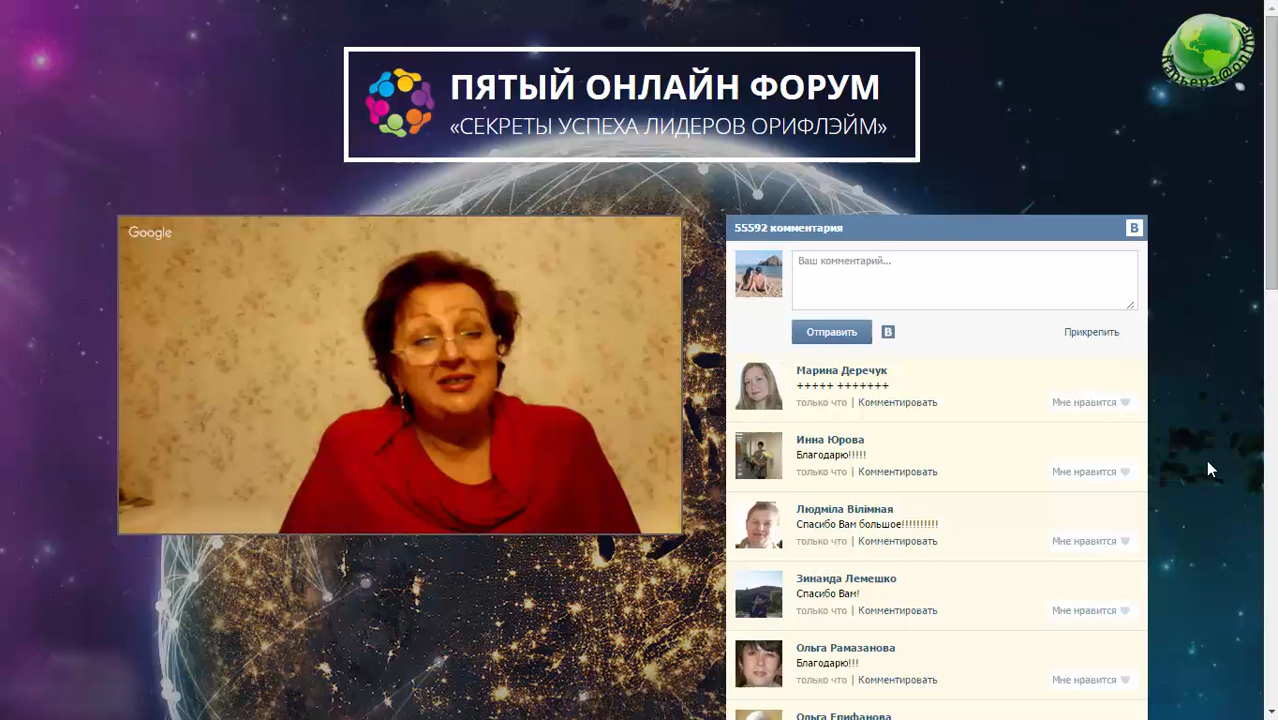 ПЯТЫЙ ОНЛАЙН ФОРУМ
«СЕКРЕТЫ УСПЕХА ЛИДЕРОВ ОРИФЛЭЙМ»
карьера@online
Google
55592 комментария
B
Ваш комментарий...
Отправить
B
Прикрепить
Марина Деречук
+++++ +++++++
только что | Комментировать
Мне нравится
Инна Юрова
Благодарю!!!!!
только что | Комментировать
Мне нравится
Людміла Вілімная
Спасибо Вам большое!!!!!!!!!!
только что | Комментировать
Мне нравится
Зинаида Лемешко
Спасибо Вам!
только что | Комментировать
Мне нравится
Ольга Рамазанова
Благодарю!!!
только что | Комментировать
Мне нравится
Ольга Епифанова